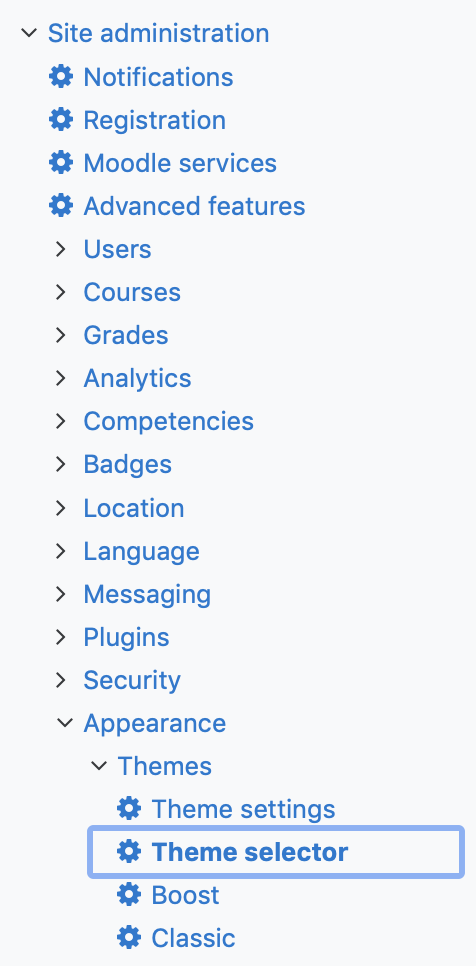 Site administration
Notifications
Registration
Moodle services
Advanced features
Users
Courses
Grades
Analytics
Competencies
Badges
Location
Language
Messaging
Plugins
Security
Appearance
Themes
Theme settings
Theme selector
Boost
Classic